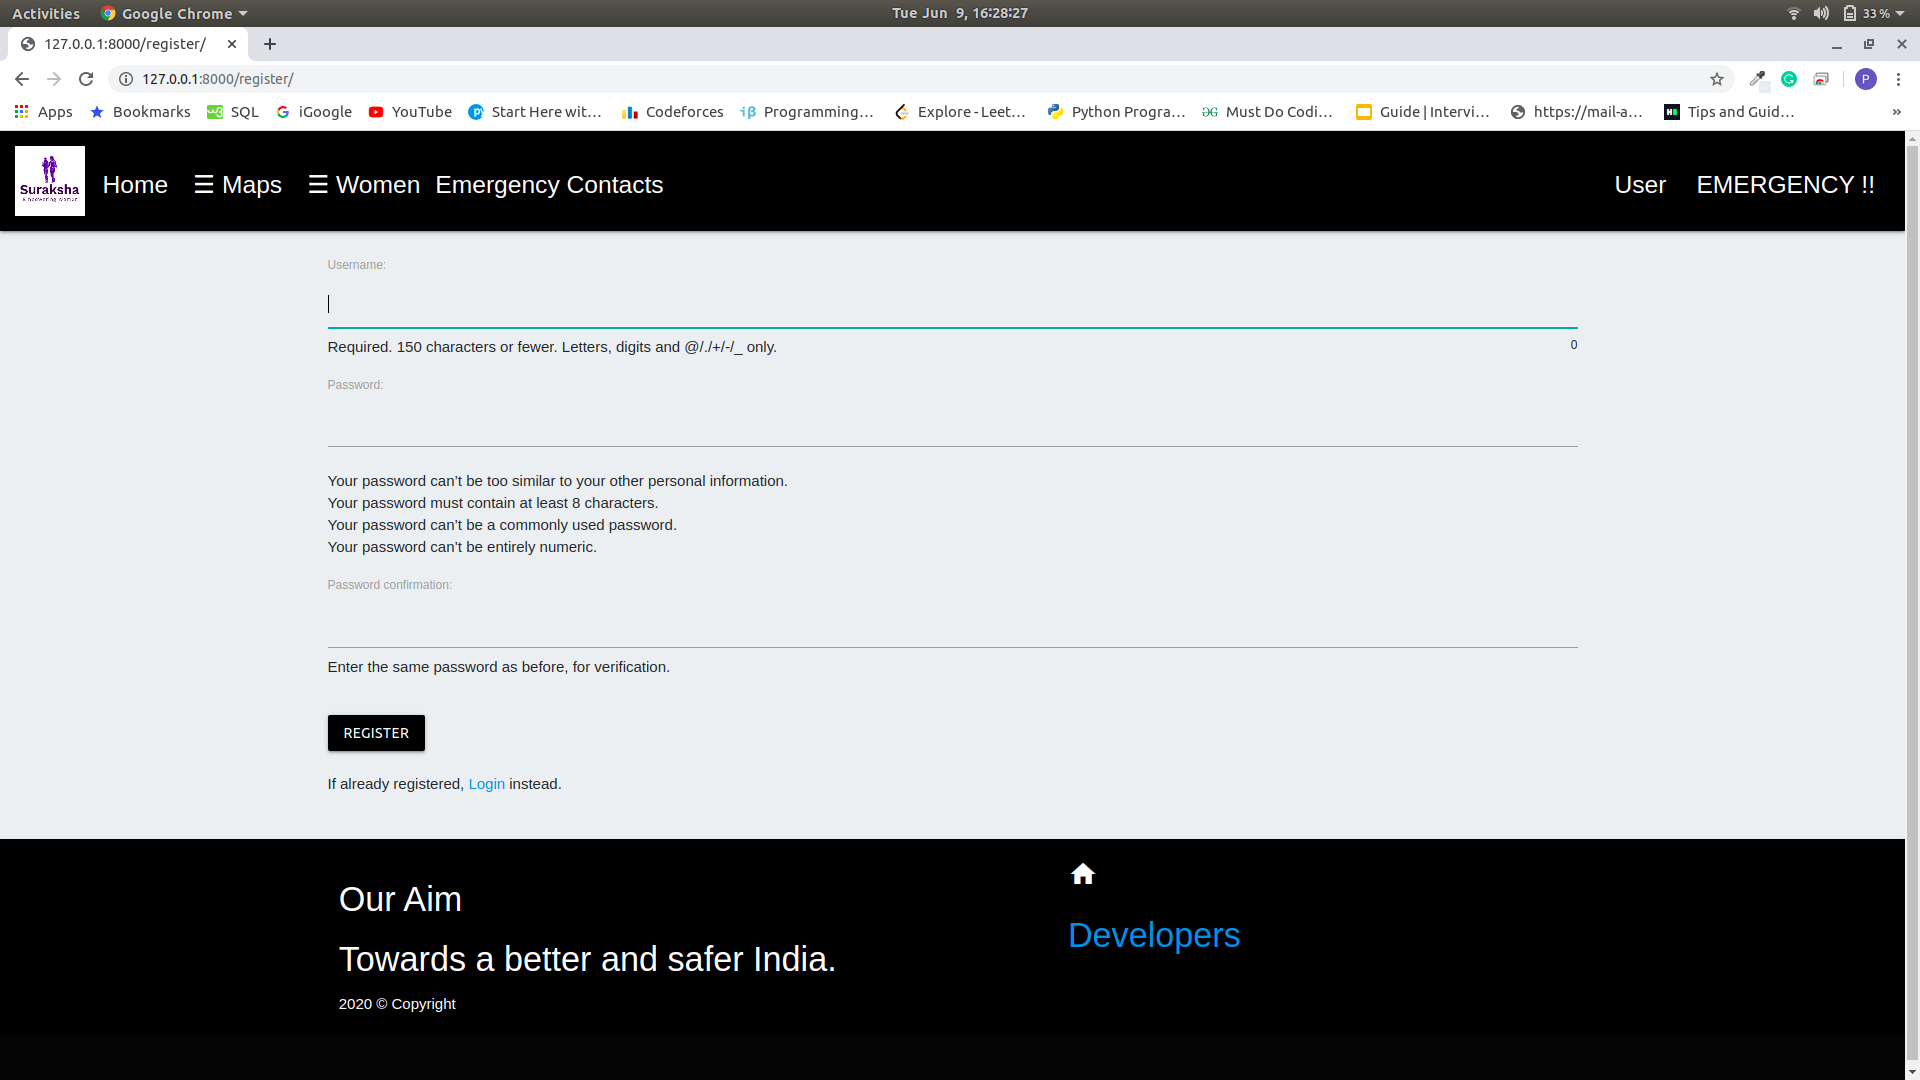 Activities Google Chrome Tue Jun 9, 16:28:27 33 %
127.0.0.1:8000/register/
127.0.0.1:8000/register/ P
Apps Bookmarks SQL iGoogle YouTube Start Here wit... Codeforces Programming... Explore - Leet... Python Progra... Must Do Codi... Guide | Intervi... https://mail-a... Tips and Guid... »
Suraksha
Empowering Woman
Home ☰ Maps ☰ Women Emergency Contacts User EMERGENCY !!
Username:
Required. 150 characters or fewer. Letters, digits and @/./+/-/_ only. 0
Password:
Your password can’t be too similar to your other personal information.
Your password must contain at least 8 characters.
Your password can’t be a commonly used password.
Your password can’t be entirely numeric.
Password confirmation:
Enter the same password as before, for verification.
REGISTER
If already registered, Login instead.
Our Aim
Developers
Towards a better and safer India.
2020 © Copyright